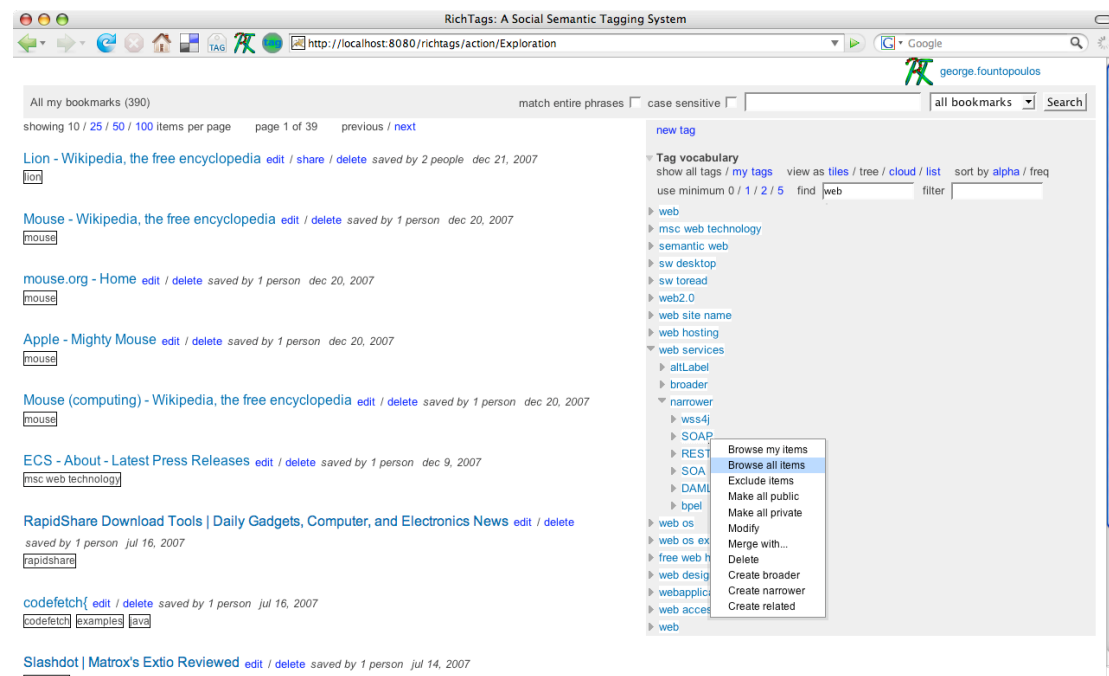 RichTags: A Social Semantic Tagging System
TAG
tag
http://localhost:8080/richtags/action/Exploration
G
Google
RT george.fountopoulos
All my bookmarks (390)
match entire phrases case sensitive all bookmarks Search
showing 10 / 25 / 50 / 100 items per page page 1 of 39 previous / next
Lion - Wikipedia, the free encyclopedia edit / share / delete saved by 2 people dec 21, 2007
lion
Mouse - Wikipedia, the free encyclopedia edit / delete saved by 1 person dec 20, 2007
mouse
mouse.org - Home edit / delete saved by 1 person dec 20, 2007
mouse
Apple - Mighty Mouse edit / delete saved by 1 person dec 20, 2007
mouse
Mouse (computing) - Wikipedia, the free encyclopedia edit / delete saved by 1 person dec 20, 2007
mouse
ECS - About - Latest Press Releases edit / delete saved by 1 person dec 9, 2007
msc web technology
RapidShare Download Tools | Daily Gadgets, Computer, and Electronics News edit / delete
saved by 1 person jul 16, 2007
rapidshare
codefetch{ edit / delete saved by 1 person jul 16, 2007
codefetch examples java
Slashdot | Matrox's Extio Reviewed edit / delete saved by 1 person jul 14, 2007
new tag
Tag vocabulary
show all tags / my tags view as tiles / tree / cloud / list sort by alpha / freq
use minimum 0 / 1 / 2 / 5 find web filter
web
msc web technology
semantic web
sw desktop
sw toread
web2.0
web site name
web hosting
web services
altLabel
broader
narrower
wss4j
SOAP
REST
SOA
DAML
bpel
web os
web os ex
free web h
web desig
webapplica
web acces
web
Browse my items
Browse all items
Exclude items
Make all public
Make all private
Modify
Merge with...
Delete
Create broader
Create narrower
Create related